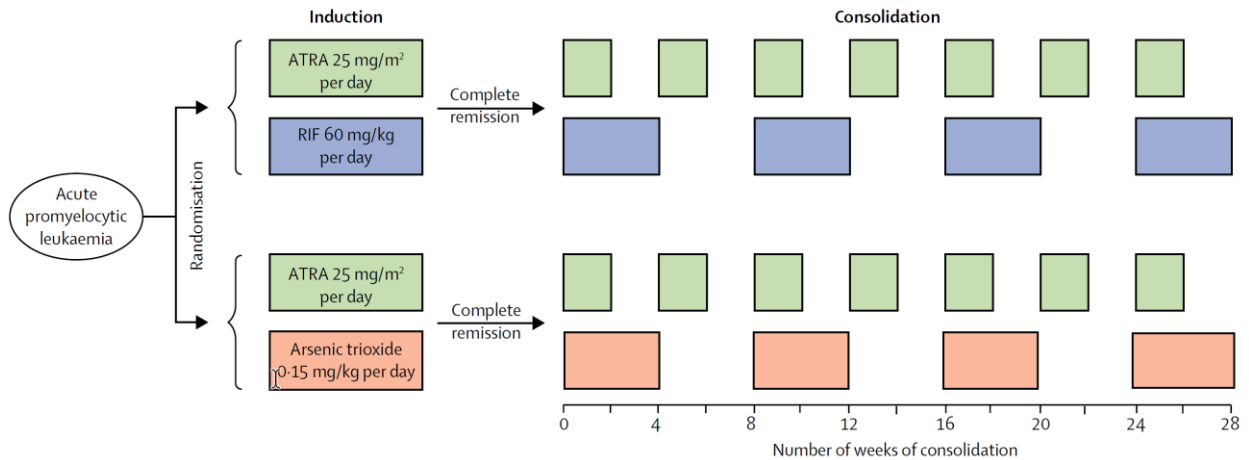 Induction
Consolidation
ATRA 25 mg/m²
per day
Complete
remission
RIF 60 mg/kg
per day
Acute
promyelocytic
leukaemia
Randomisation
ATRA 25 mg/m²
per day
Complete
remission
Arsenic trioxide
0·15 mg/kg per day
0 4 8 12 16 20 24 28
Number of weeks of consolidation